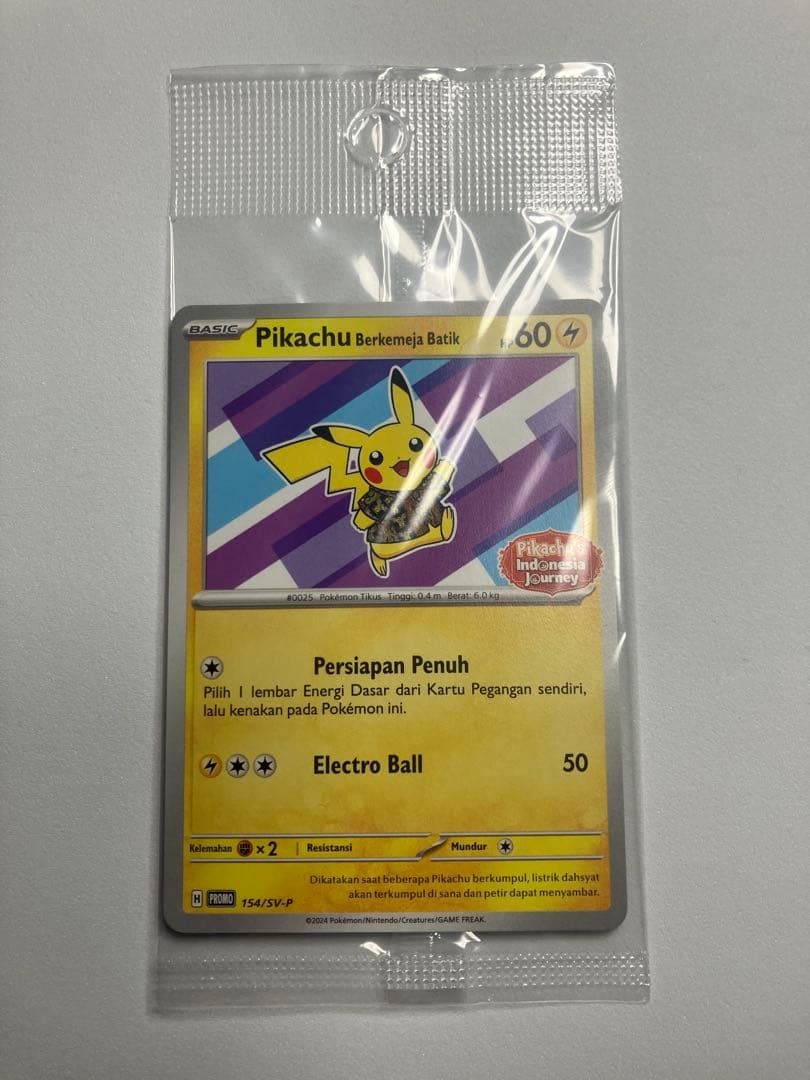 BASIC Pikachu Berkemeja Batik HP 60
Pikachu's
Indonesia
Journey
#0025 Pokémon Tikus Tinggi: 0.4 m Berat: 6.0 kg
Persiapan Penuh
Pilih 1 lembar Energi Dasar dari Kartu Pegangan sendiri,
lalu kenakan pada Pokémon ini.
Electro Ball 50
Kelemahan ×2 Resistansi Mundur
Dikatakan saat beberapa Pikachu berkumpul, listrik dahsyat
akan terkumpul di sana dan petir dapat menyambar.
H PROMO 154/SV-P
©2024 Pokémon/Nintendo/Creatures/GAME FREAK.